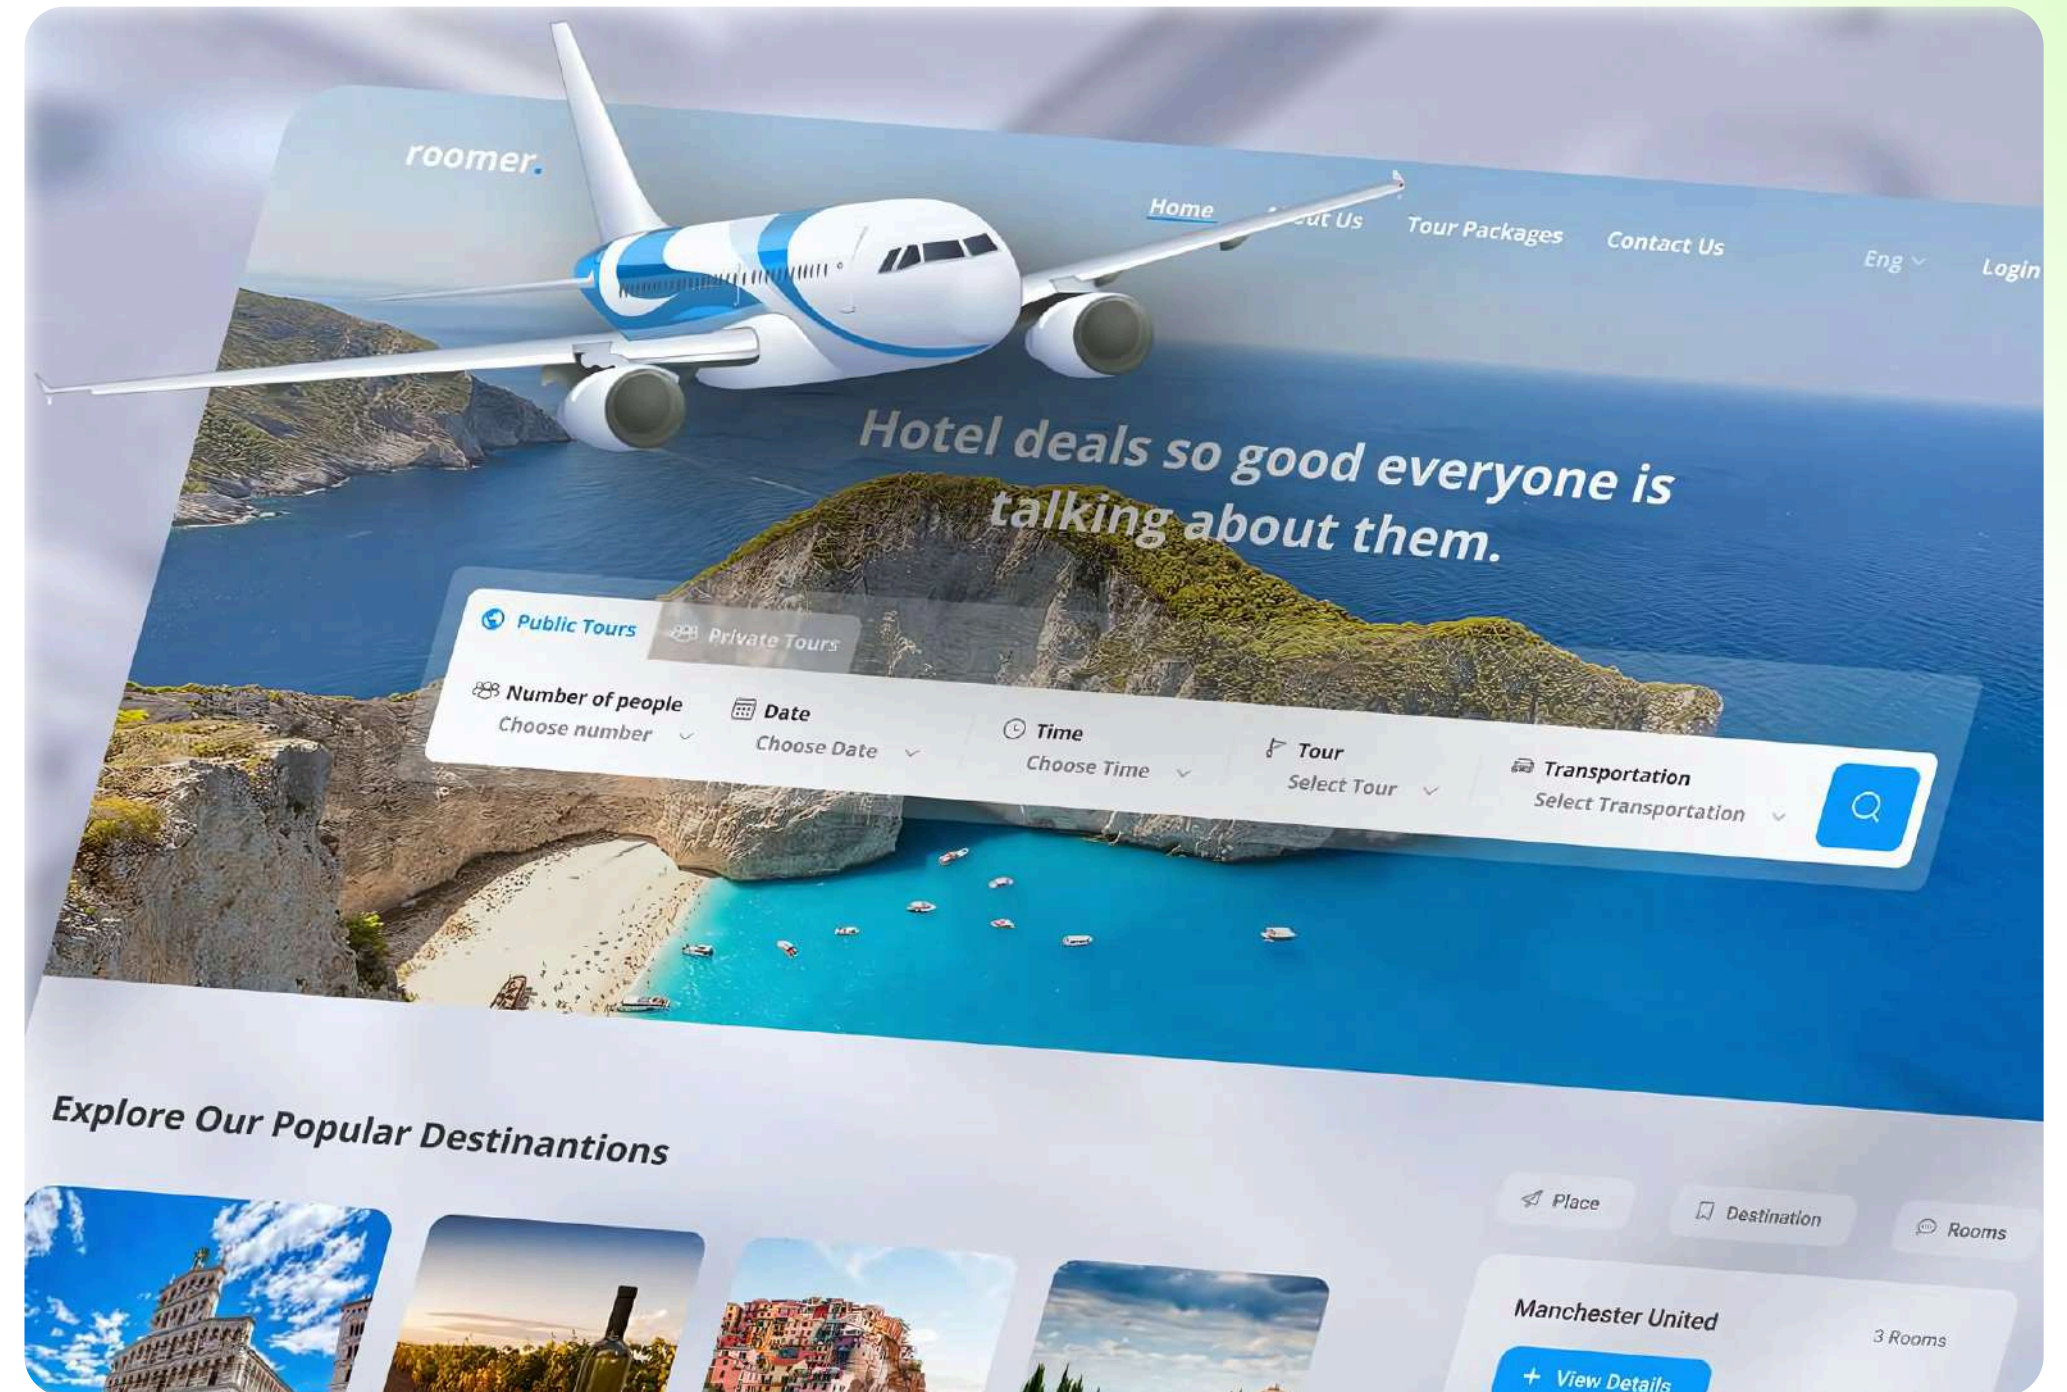 roomer.
Home
ut Us
Tour Packages
Contact Us
Eng
Login
Hotel deals so good everyone is
talking about them.
Public Tours
Private Tours
Number of people
Choose number
Date
Choose Date
Time
Choose Time
Tour
Select Tour
Transportation
Select Transportation
Explore Our Popular Destinantions
Place
Destination
Rooms
Manchester United
3 Rooms
+ View Details